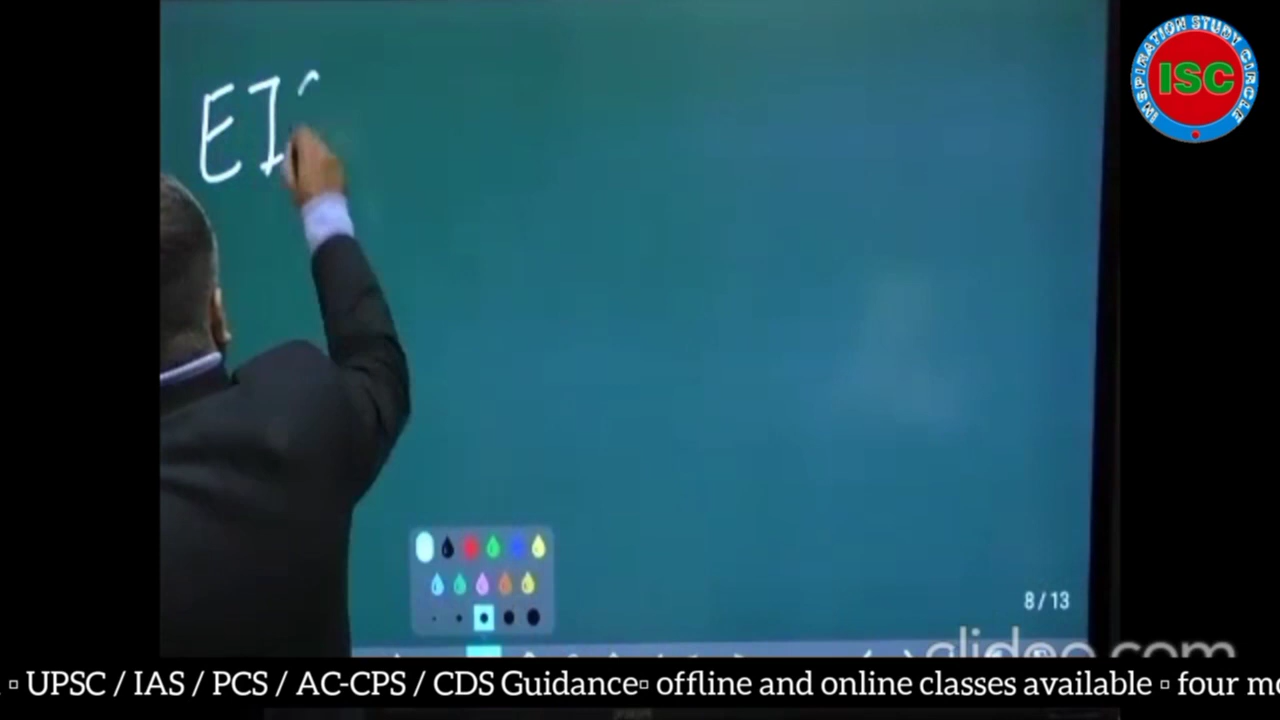 EI
INSPIRATION STUDY CIRCLE
ISC
8/13
▫ UPSC / IAS / PCS / AC-CPS / CDS Guidance▫ offline and online classes available ▫ four